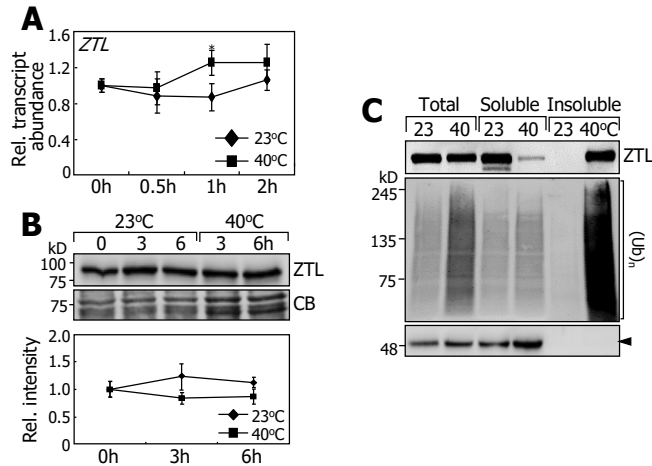 A
ZTL
Rel. transcript
abundance
1.6
1.2
0.8
0.4
0
*
23°C
40°C
0h 0.5h 1h 2h
B
23°C 40°C
kD 0 3 6 3 6h
100
75
ZTL
75
CB
Rel. intensity
2.0
1.5
1.0
0.5
0
23°C
40°C
0h 3h 6h
C
Total Soluble Insoluble
23 40 23 40 23 40°C
ZTL
kD
245
135
75
(Ub)n
48